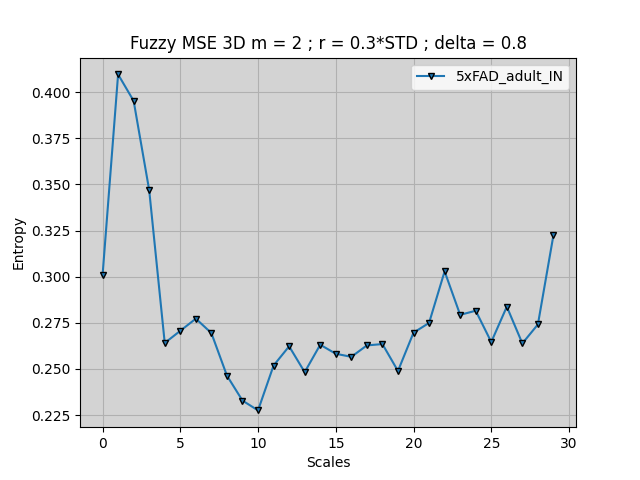 Fuzzy MSE 3D m = 2 ; r = 0.3*STD ; delta = 0.8
5xFAD_adult_IN
0.400
0.375
0.350
0.325
0.300
0.275
0.250
0.225
Entropy
0 5 10 15 20 25 30
Scales